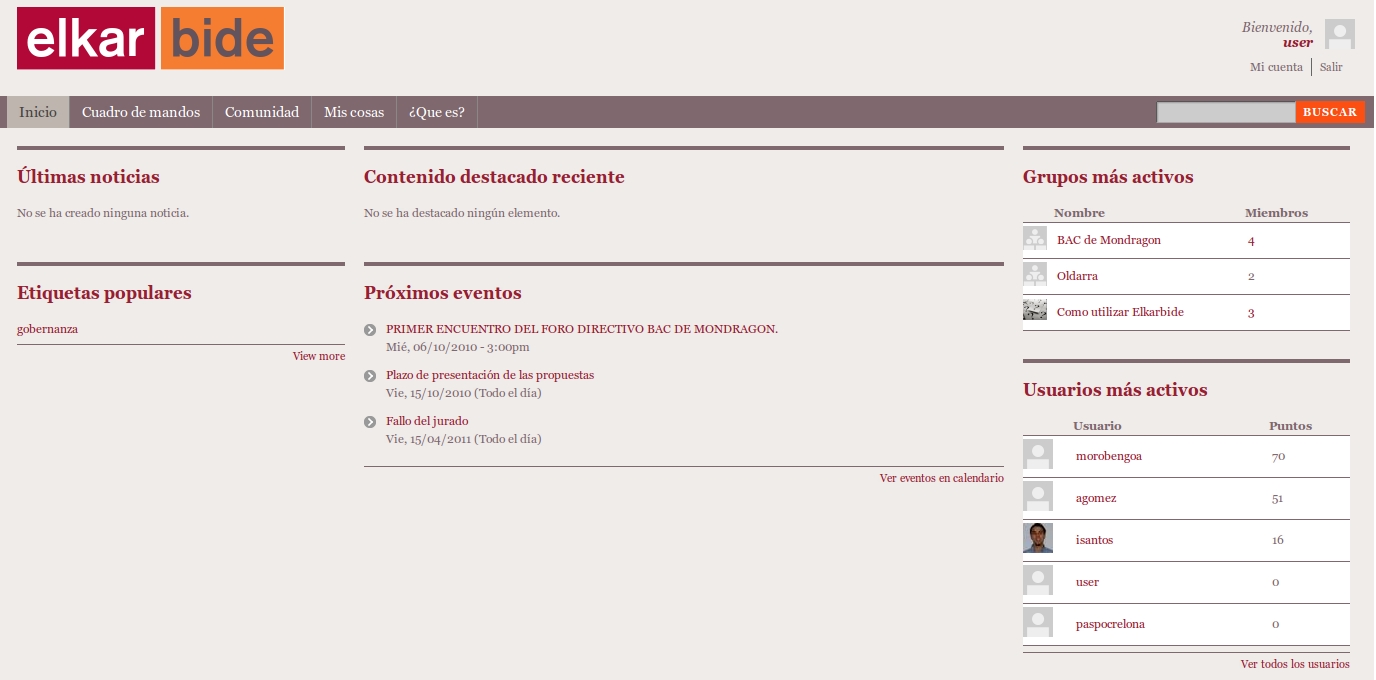 elkar bide
Bienvenido,
user
Mi cuenta Salir
Inicio Cuadro de mandos Comunidad Mis cosas ¿Que es? BUSCAR
Últimas noticias
No se ha creado ninguna noticia.
Etiquetas populares
gobernanza
View more
Contenido destacado reciente
No se ha destacado ningún elemento.
Próximos eventos
PRIMER ENCUENTRO DEL FORO DIRECTIVO BAC DE MONDRAGON.
Mié, 06/10/2010 - 3:00pm
Plazo de presentación de las propuestas
Vie, 15/10/2010 (Todo el día)
Fallo del jurado
Vie, 15/04/2011 (Todo el día)
Ver eventos en calendario
Grupos más activos
Nombre Miembros
BAC de Mondragon 4
Oldarra 2
Como utilizar Elkarbide 3
Usuarios más activos
Usuario Puntos
morobengoa 70
agomez 51
isantos 16
user 0
paspocrelona 0
Ver todos los usuarios